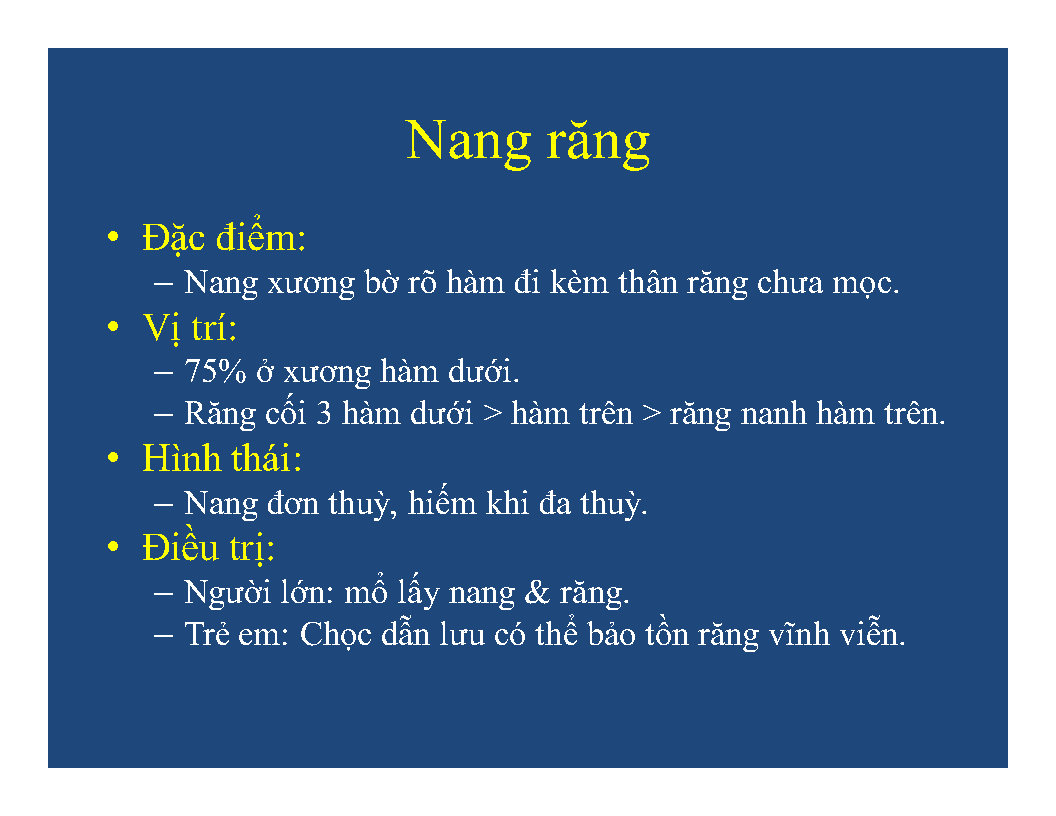 Nang răng
• Đặc điểm:
– Nang xương bờ rõ hàm đi kèm thân răng chưa mọc.
• Vị trí:
– 75% ở xương hàm dưới.
– Răng cối 3 hàm dưới > hàm trên > răng nanh hàm trên.
• Hình thái:
– Nang đơn thuỳ, hiếm khi đa thuỳ.
• Điều trị:
– Người lớn: mổ lấy nang & răng.
– Trẻ em: Chọc dẫn lưu có thể bảo tồn răng vĩnh viễn.